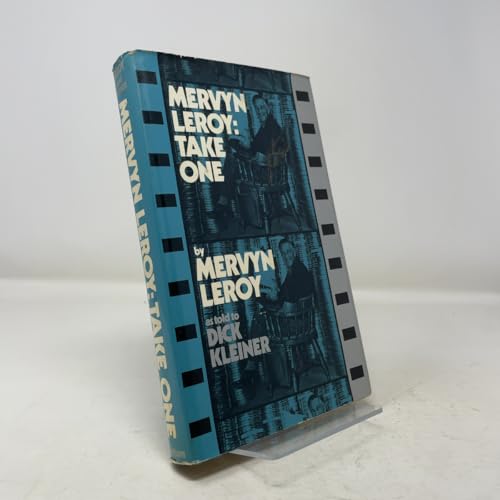 MERVYN
LEROY:
TAKE
ONE
by
MERVYN
LEROY
as told to
DICK
KLEINER
MERVYN LEROY: TAKE ONE